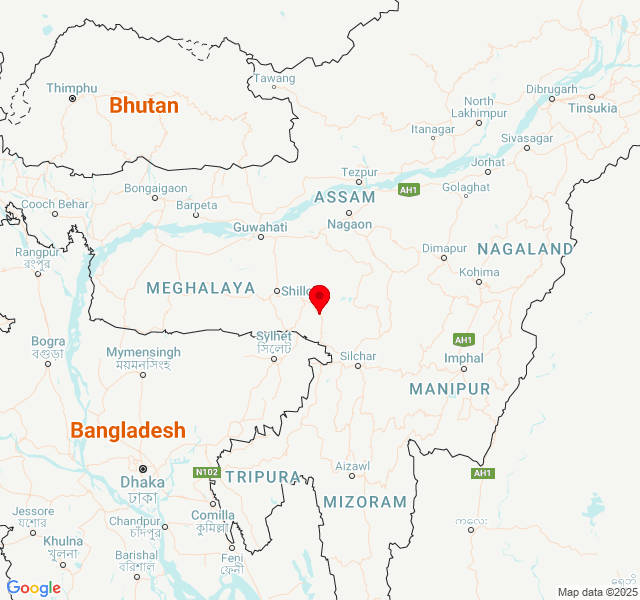 Tawang
Thimphu
Bhutan
Dibrugarh
North
Lakhimpur
Tinsukia
Itanagar
Sivasagar
Tezpur
Jorhat
Bongaigaon
ASSAM
AH1
Golaghat
Cooch Behar
Barpeta
Nagaon
Guwahati
Rangpur
রংপুর
Dimapur
NAGALAND
Kohima
MEGHALAYA
Shillo
Bogra
বগুড়া
Sylhet
সিলেট
AH1
Mymensingh
ময়মনসিংহ
Silchar
Imphal
MANIPUR
Bangladesh
Dhaka
ঢাকা
N102
TRIPURA
Aizawl
AH1
MIZORAM
Jessore
যশোর
Chandpur
চাঁদপুর
Comilla
কুমিল্লা
Khulna
খুলনা
Barishal
বরিশাল
Feni
ফেনী
ကလေး
Google
Map data ©2025